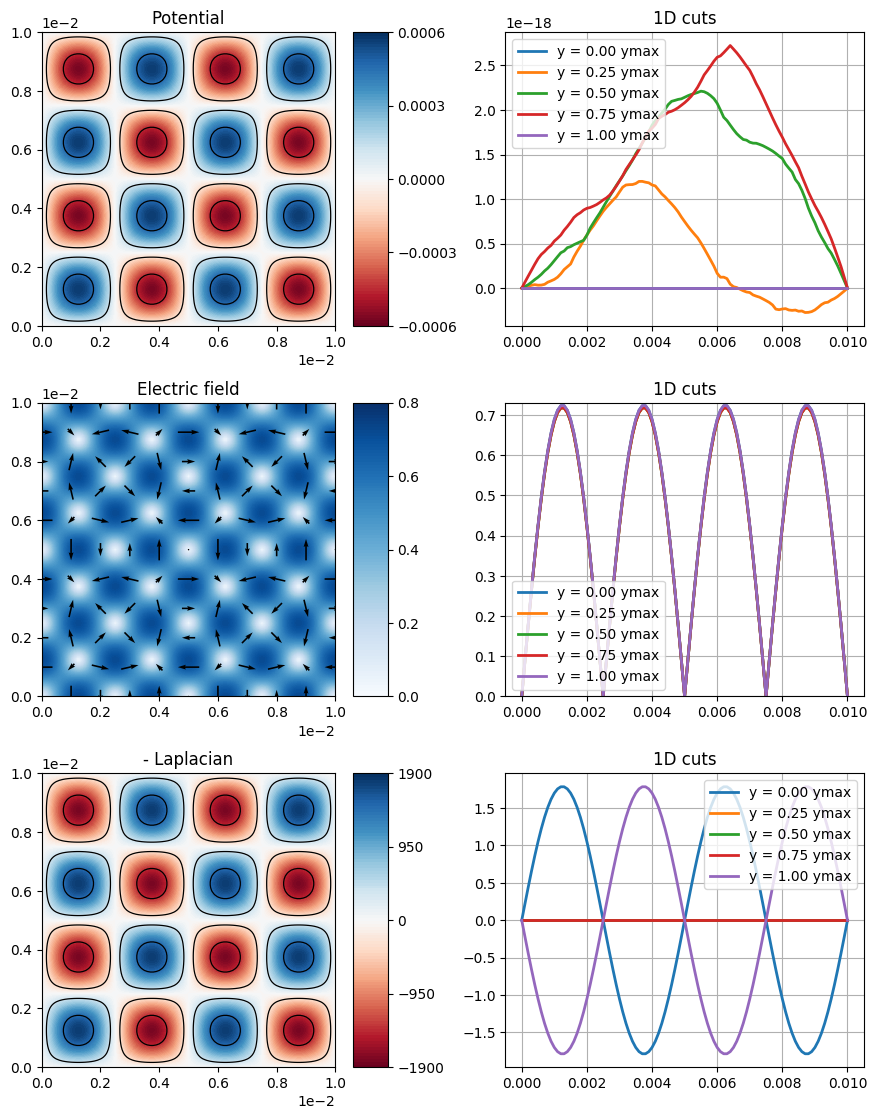 Potential
1e−2
1.0
0.8
0.6
0.4
0.2
0.0
0.0 0.2 0.4 0.6 0.8 1.0
1e−2
0.0006
0.0003
0.0000
−0.0003
−0.0006
1D cuts
1e−18
y = 0.00 ymax
y = 0.25 ymax
y = 0.50 ymax
y = 0.75 ymax
y = 1.00 ymax
2.5
2.0
1.5
1.0
0.5
0.0
0.000 0.002 0.004 0.006 0.008 0.010
Electric field
1e−2
1.0
0.8
0.6
0.4
0.2
0.0
0.0 0.2 0.4 0.6 0.8 1.0
1e−2
0.8
0.6
0.4
0.2
0.0
1D cuts
0.7
0.6
0.5
0.4
0.3
0.2
0.1
0.0
y = 0.00 ymax
y = 0.25 ymax
y = 0.50 ymax
y = 0.75 ymax
y = 1.00 ymax
0.000 0.002 0.004 0.006 0.008 0.010
- Laplacian
1e−2
1.0
0.8
0.6
0.4
0.2
0.0
0.0 0.2 0.4 0.6 0.8 1.0
1e−2
1900
950
0
−950
−1900
1D cuts
y = 0.00 ymax
y = 0.25 ymax
y = 0.50 ymax
y = 0.75 ymax
y = 1.00 ymax
1.5
1.0
0.5
0.0
−0.5
−1.0
−1.5
0.000 0.002 0.004 0.006 0.008 0.010